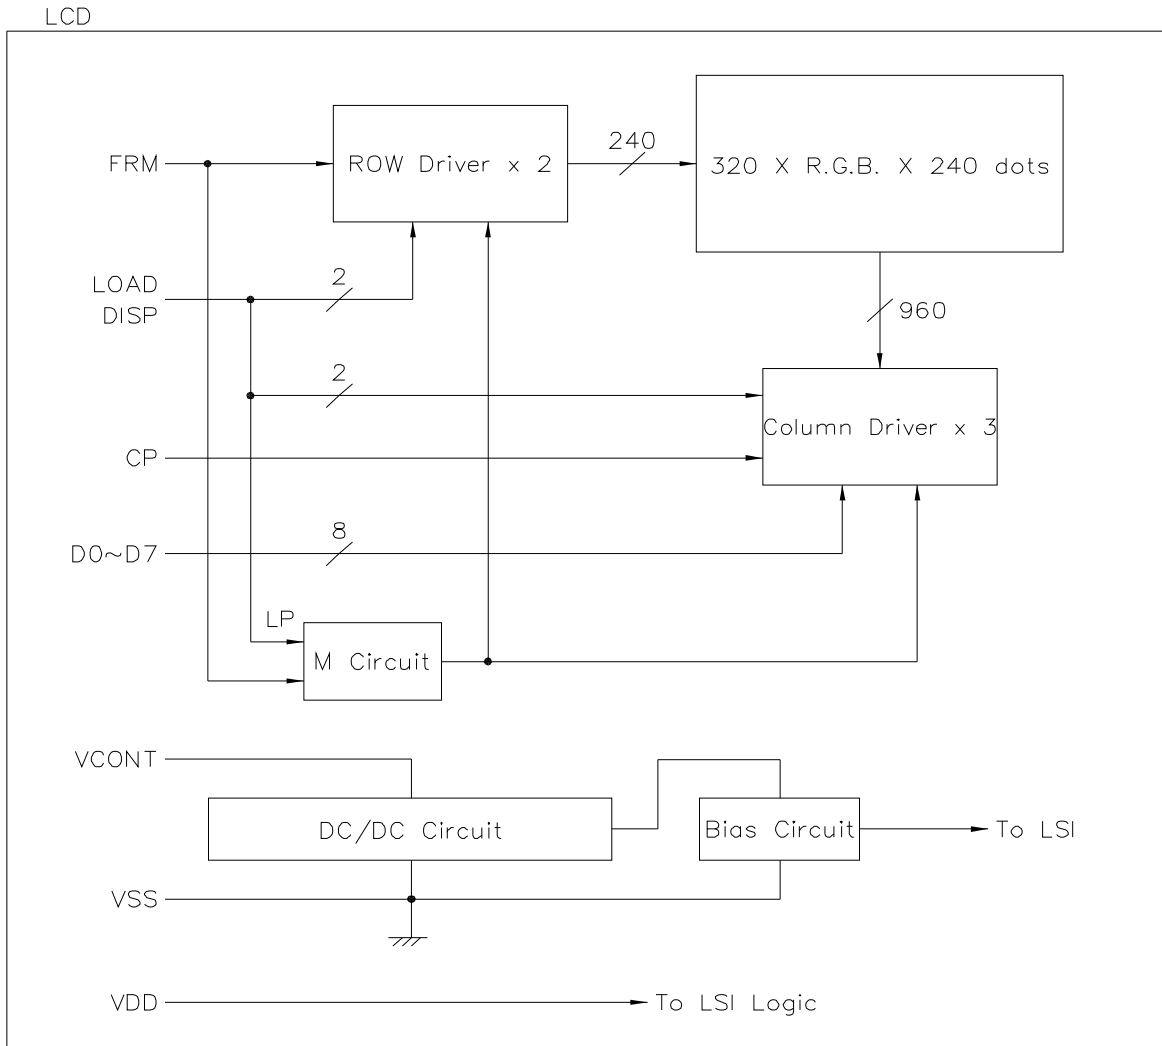 LCD
240
FRM
ROW Driver x 2
320 X R.G.B. X 240 dots
2
LOAD
DISP
960
2
Column Driver x 3
CP
8
D0~D7
LP
M Circuit
VCONT
DC/DC Circuit
Bias Circuit
To LSI
VSS
VDD
To LSI Logic